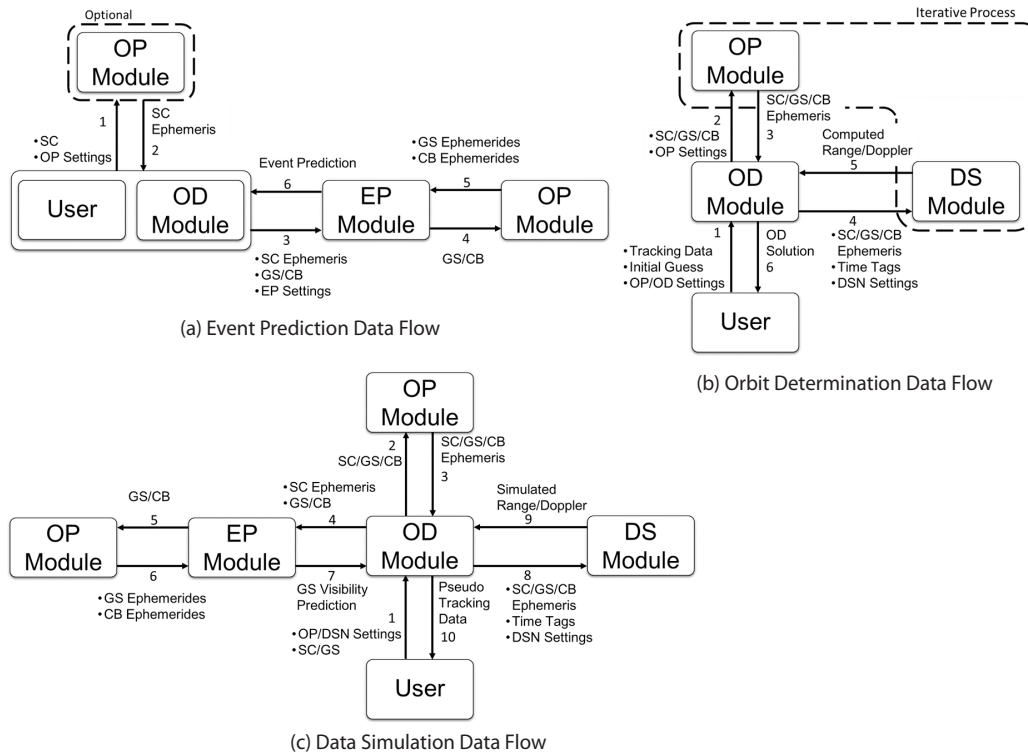 Optional
OP
Module
1
SC
Ephemeris
2
•SC
•OP Settings
User
OD
Module
Event Prediction
6
3
•SC Ephemeris
•GS/CB
•EP Settings
EP
Module
•GS Ephemerides
•CB Ephemerides
5
4
GS/CB
OP
Module
(a) Event Prediction Data Flow
Iterative Process
OP
Module
2
•SC/GS/CB
•OP Settings
SC/GS/CB
Ephemeris
3
Computed
Range/Doppler
5
OD
Module
DS
Module
4
•SC/GS/CB
Ephemeris
•Time Tags
•DSN Settings
1
•Tracking Data
•Initial Guess
•OP/OD Settings
OD
Solution
6
User
(b) Orbit Determination Data Flow
OP
Module
2
SC/GS/CB
SC/GS/CB
Ephemeris
3
GS/CB
5
•SC Ephemeris
•GS/CB
4
Simulated
Range/Doppler
9
OP
Module
EP
Module
OD
Module
DS
Module
6
•GS Ephemerides
•CB Ephemerides
7
GS Visibility
Prediction
8
•SC/GS/CB
Ephemeris
•Time Tags
•DSN Settings
1
•OP/DSN Settings
•SC/GS
Pseudo
Tracking
Data
10
User
(c) Data Simulation Data Flow